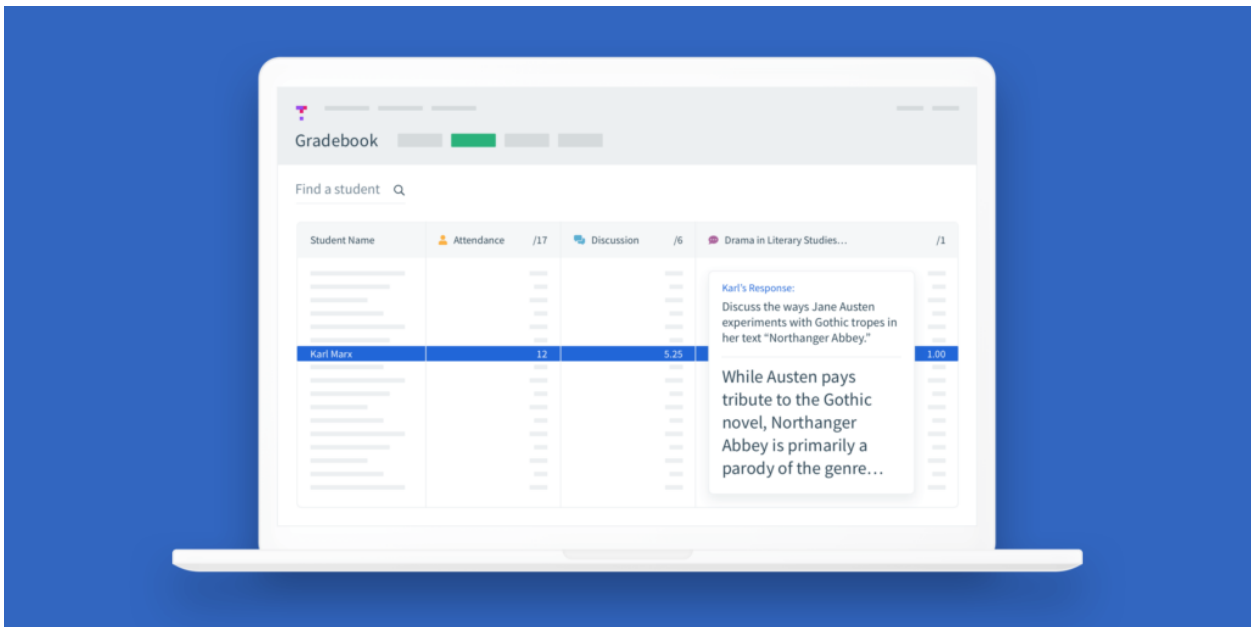 Gradebook
Find a student
Student Name Attendance /17 Discussion /6 Drama in Literary Studies... /1
Karl's Response:
Discuss the ways Jane Austen
experiments with Gothic tropes in
her text “Northanger Abbey.”
Karl Marx 12 5.25 1.00
While Austen pays
tribute to the Gothic
novel, Northanger
Abbey is primarily a
parody of the genre...